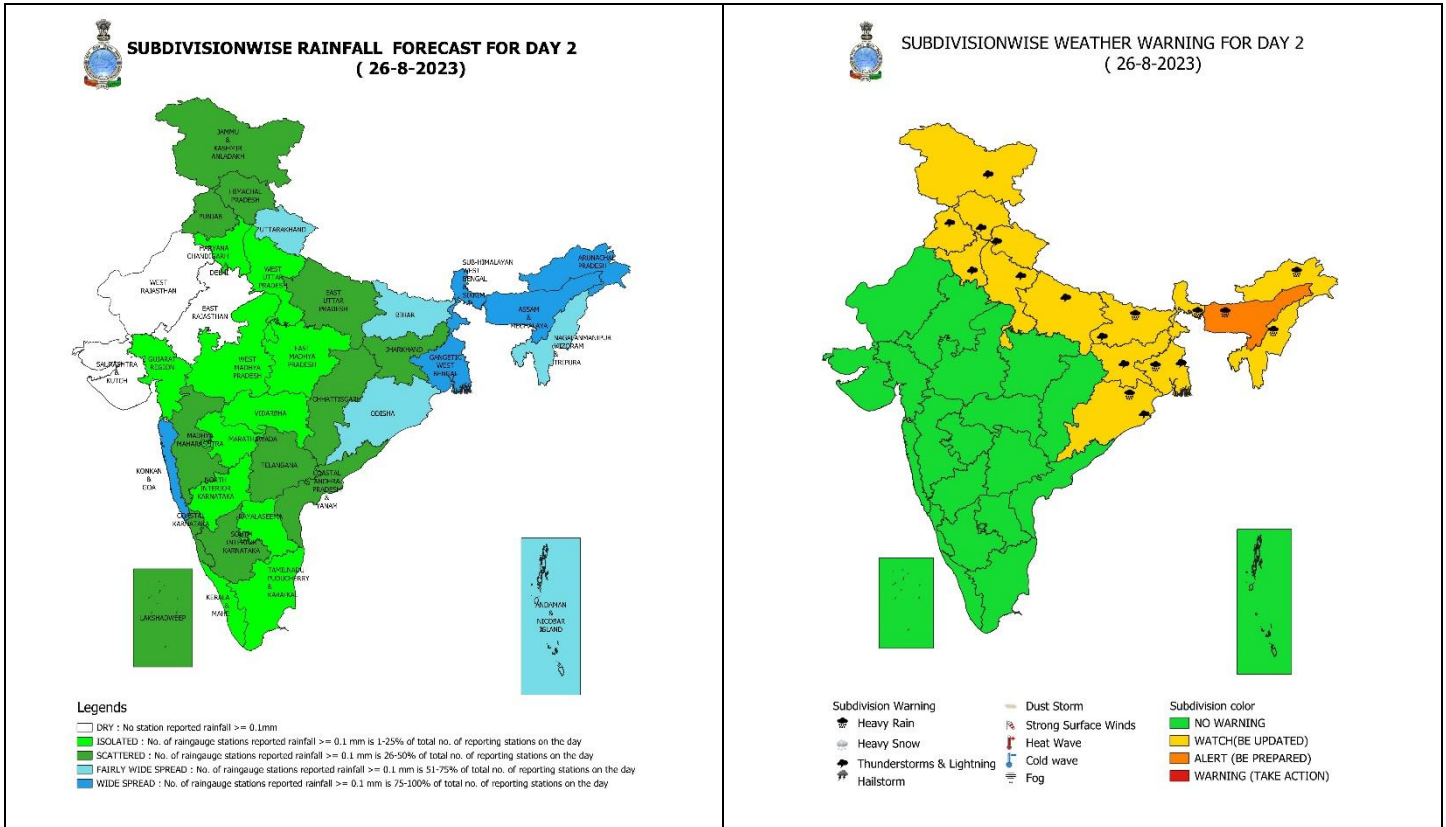 SUBDIVISIONWISE RAINFALL FORECAST FOR DAY 2
( 26-8-2023)
JAMMU
&
KASHMIR
ANLADAKH
HIMACHAL
PRADESH
PUNJAB
UTTARAKHAND
HARYANA
CHANDIGARH
DELHI
WEST
UTTAR
PRADESH
WEST
RAJASTHAN
EAST
RAJASTHAN
EAST
UTTAR
PRADESH
BIHAR
SUB-HIMALAYAN
WEST
BENGAL
&
SIKKIM
ARUNACHAL
PRADESH
ASSAM
&
MEGHALAYA
NAGALANMANIPUR
MIZORAM
&
TRIPURA
JHARKHAND
GANGETIC
WEST
BENGAL
SAURASHTRA
&
KUTCH
GUJARAT
REGION
WEST
MADHYA
PRADESH
EAST
MADHYA
PRADESH
CHHATTISGARH
ODISHA
VIDARBHA
MADHYA
MAHARASHTRA
MARATHAWADA
TELANGANA
KONKAN
&
GOA
NORTH
INTERIOR
KARNATAKA
COASTAL
ANDHRA
PRADESH
&
YANAM
COASTAL
KARNATAKA
RAYALASEEMA
SOUTH
INTERIOR
KARNATAKA
TAMILNADU
PUDUCHERRY
&
KARAIKAL
KERALA
&
MAHE
LAKSHADWEEP
ANDAMAN
&
NICOBAR
ISLAND
Legends
DRY : No station reported rainfall >= 0.1mm
ISOLATED : No. of raingauge stations reported rainfall >= 0.1 mm is 1-25% of total no. of reporting stations on the day
SCATTERED : No. of raingauge stations reported rainfall >= 0.1 mm is 26-50% of total no. of reporting stations on the day
FAIRLY WIDE SPREAD : No. of raingauge stations reported rainfall >= 0.1 mm is 51-75% of total no. of reporting stations on the day
WIDE SPREAD : No. of raingauge stations reported rainfall >= 0.1 mm is 75-100% of total no. of reporting stations on the day
SUBDIVISIONWISE WEATHER WARNING FOR DAY 2
( 26-8-2023)
Subdivision Warning
Heavy Rain
Heavy Snow
Thunderstorms & Lightning
Hailstorm
Dust Storm
Strong Surface Winds
Heat Wave
Cold wave
Fog
Subdivision color
NO WARNING
WATCH(BE UPDATED)
ALERT (BE PREPARED)
WARNING (TAKE ACTION)